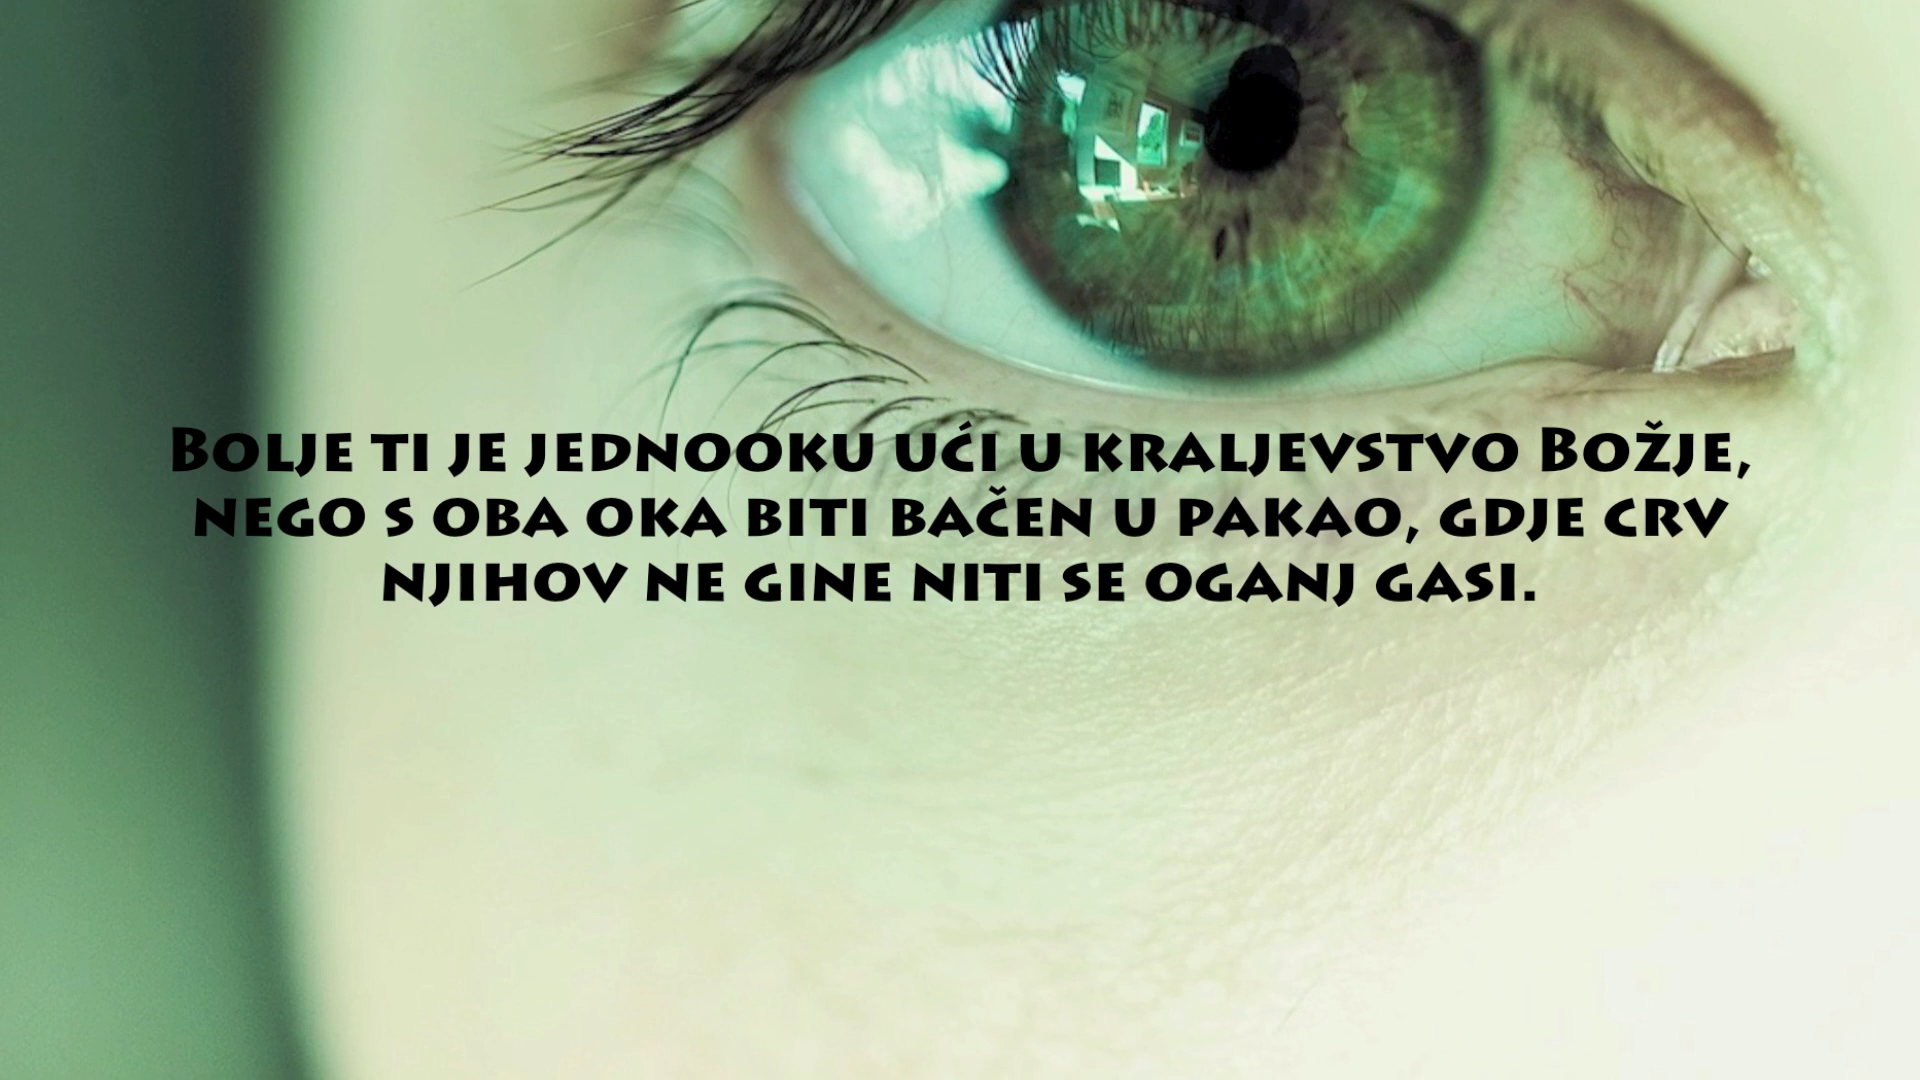 Bolje ti je jednooku ući u kraljevstvo Božje,
nego s oba oka biti bačen u pakao, gdje crv
njihov ne gine niti se oganj gasi.